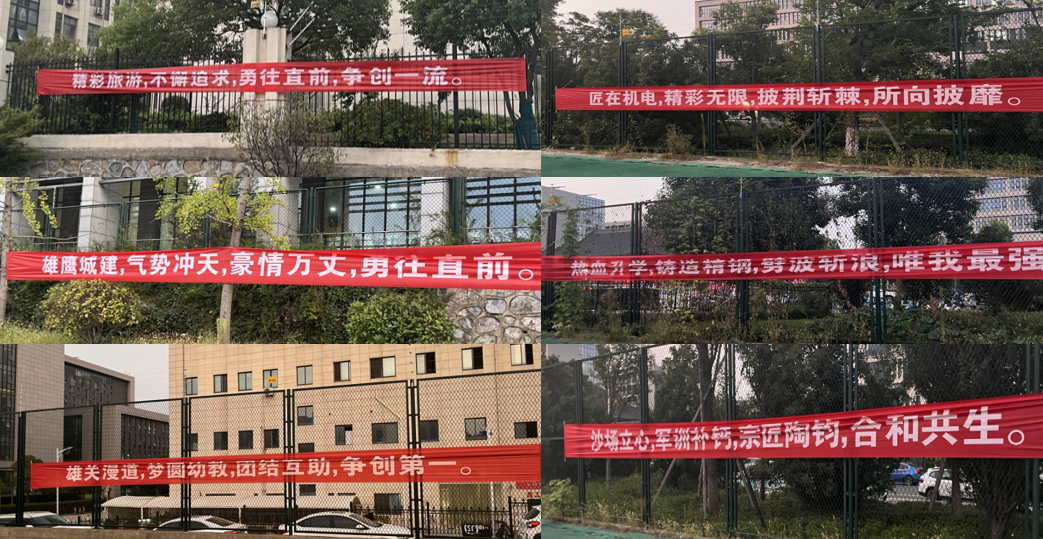 精彩旅游,不懈追求,勇往直前,争创一流。
匠在机电,精彩无限,披荆斩棘,所向披靡。
雄鹰城建,气势冲天,豪情万丈,勇往直前。
热血升学,铸造精钢,劈波斩浪,唯我最强
雄关漫道,梦圆幼教,团结互助,争创第一。
沙场立心,军洲补钙,宗匠陶钧,合和共生。